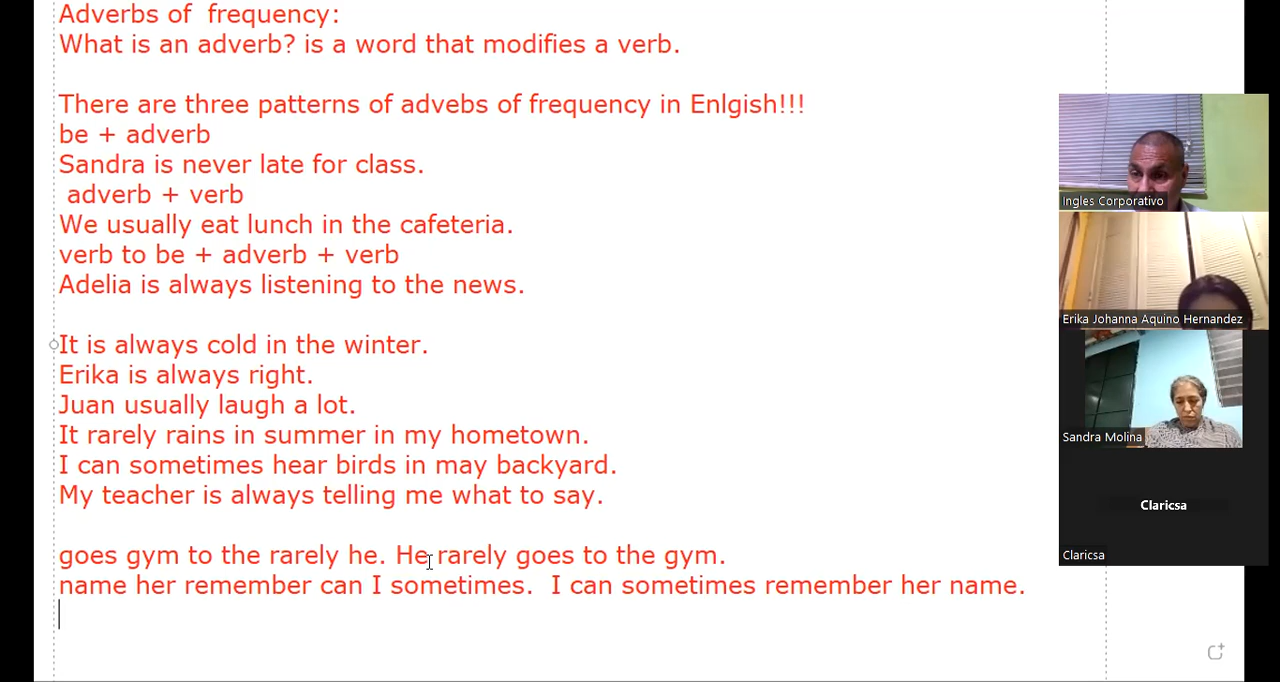 Adverbs of  frequency:
What is an adverb? is a word that modifies a verb.
There are three patterns of advebs of frequency in Enlgish!!!
be + adverb
Sandra is never late for class.
adverb + verb
We usually eat lunch in the cafeteria.
verb to be + adverb + verb
Adelia is always listening to the news.
It is always cold in the winter.
Erika is always right.
Juan usually laugh a lot.
It rarely rains in summer in my hometown.
I can sometimes hear birds in may backyard.
My teacher is always telling me what to say.
goes gym to the rarely he. He rarely goes to the gym.
name her remember can I sometimes.  I can sometimes remember her name.
Ingles Corporativo
Erika Johanna Aquino Hernandez
Sandra Molina
Claricsa
Claricsa